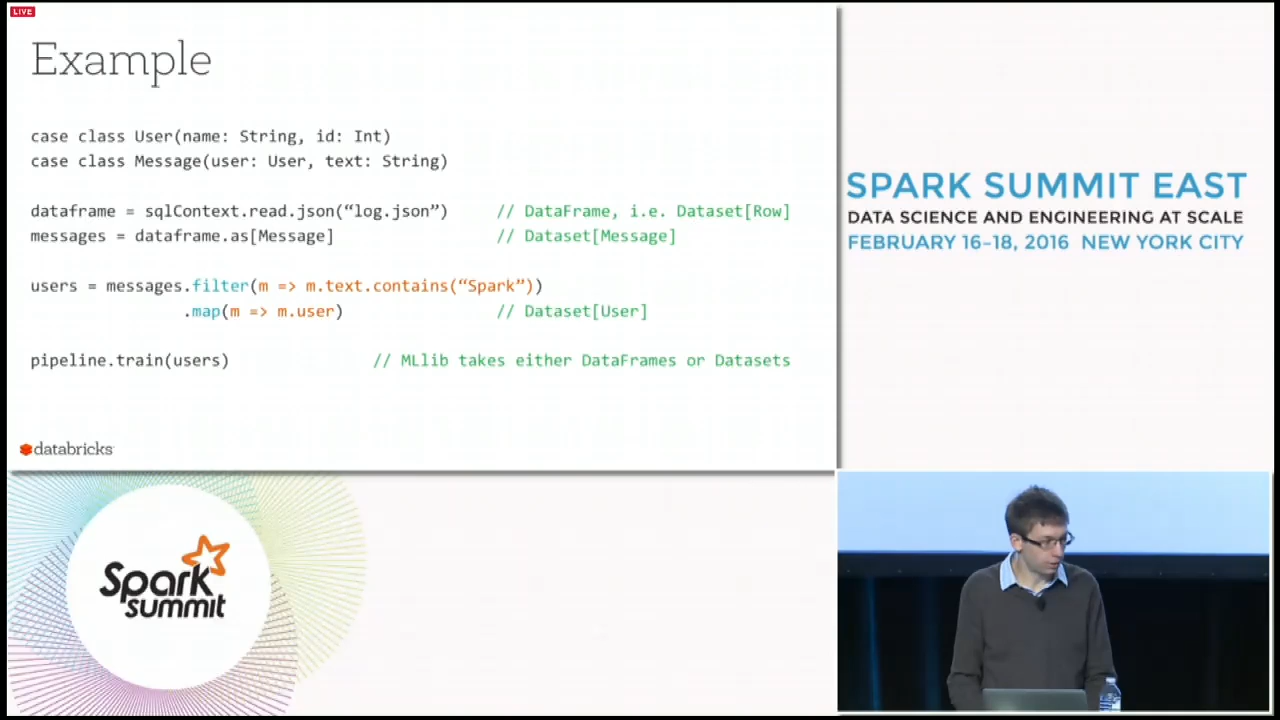 LIVE
Example
case class User(name: String, id: Int)
case class Message(user: User, text: String)
dataframe = sqlContext.read.json(“log.json”) // DataFrame, i.e. Dataset[Row]
messages = dataframe.as[Message] // Dataset[Message]
users = messages.filter(m => m.text.contains(“Spark”))
.map(m => m.user) // Dataset[User]
pipeline.train(users) // MLlib takes either DataFrames or Datasets
databricks
SPARK SUMMIT EAST
DATA SCIENCE AND ENGINEERING AT SCALE
FEBRUARY 16–18, 2016 NEW YORK CITY
Spark
summit